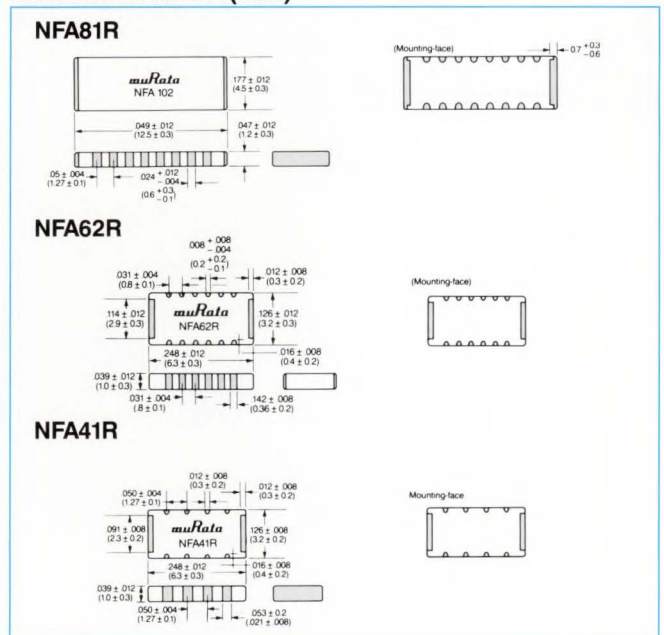 NFA81R
muRata
NFA 102
.177 ± .012
(4.5 ± 0.3)
.049 ± .012
(12.5 ± 0.3)
.047 ± .012
(1.2 ± 0.3)
.05 ± .004
(1.27 ± 0.1)
.024 +.012 -.004
(0.6 +0.3 -0.1)
(Mounting-face)
0.7 +0.3 -0.6
NFA62R
.008 +.008 -.004
(0.2 +0.2 -0.1)
.031 ± .004
(0.8 ± 0.1)
.012 ± .008
(0.3 ± 0.2)
.114 ± .012
(2.9 ± 0.3)
muRata
NFA62R
.126 ± .012
(3.2 ± 0.3)
.248 ± .012
(6.3 ± 0.3)
.016 ± .008
(0.4 ± 0.2)
.039 ± .012
(1.0 ± 0.3)
.031 ± .004
(.8 ± 0.1)
.142 ± .008
(0.36 ± 0.2)
(Mounting-face)
NFA41R
.012 ± .008
(0.3 ± 0.2)
.050 ± .004
(1.27 ± 0.1)
.012 ± .008
(0.3 ± 0.2)
.091 ± .008
(2.3 ± 0.2)
muRata
NFA41R
.126 ± .008
(3.2 ± 0.2)
.248 ± .012
(6.3 ± 0.3)
.016 ± .008
(0.4 ± 0.2)
.039 ± .012
(1.0 ± 0.3)
.050 ± .004
(1.27 ± 0.1)
.053 ± 0.2
(.021 ± .008)
Mounting-face